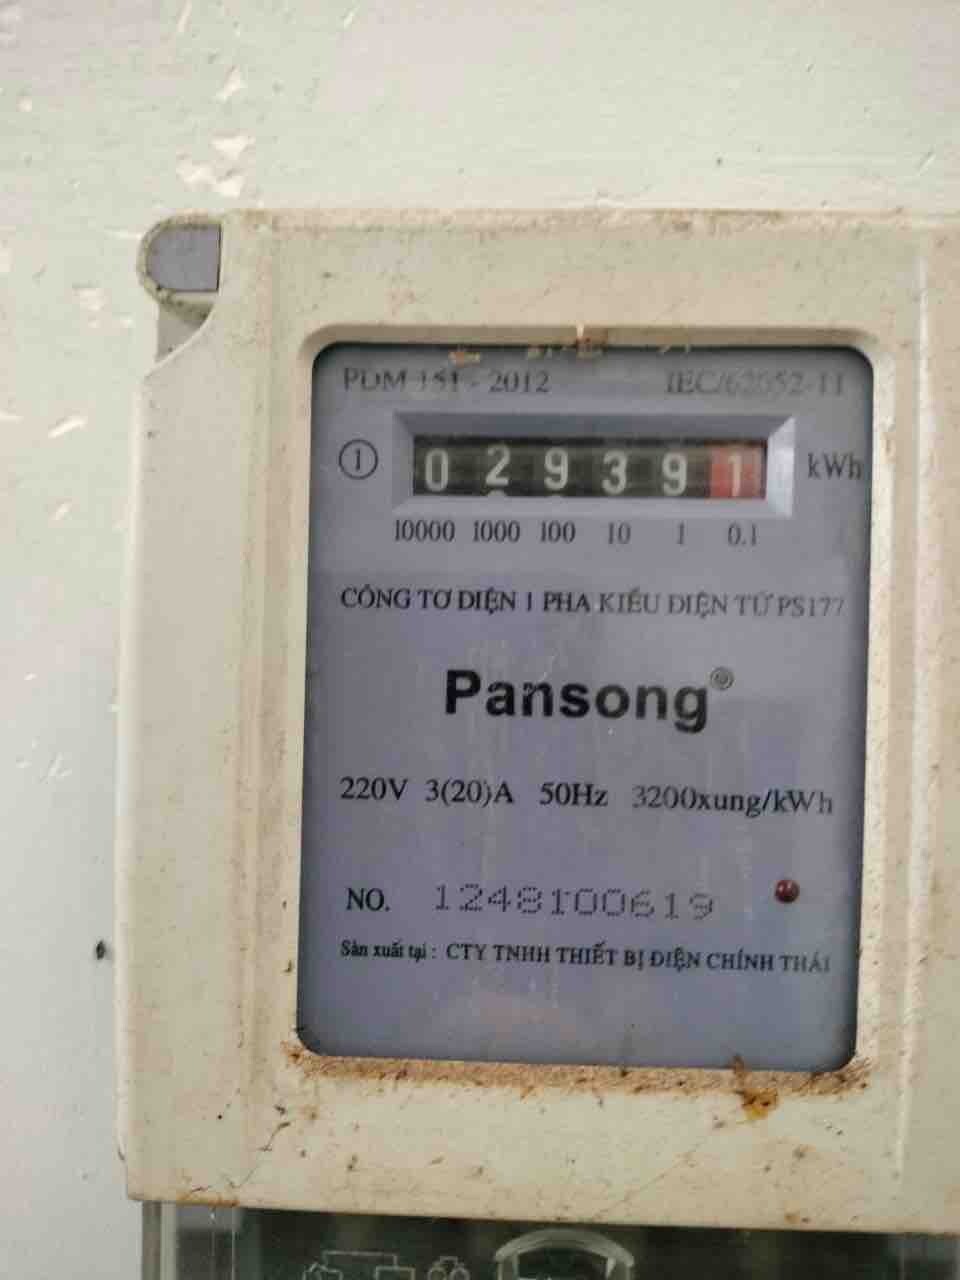 PDM 151 - 2012 IEC/62052-11
1 0 2 9 3 9 1 kWh
10000 1000 100 10 1 0.1
CÔNG TƠ ĐIỆN 1 PHA KIỂU ĐIỆN TỬ PS177
Pansong®
220V 3(20)A 50Hz 3200xung/kWh
NO. 1248100619
Sản xuất tại : CTY TNHH THIẾT BỊ ĐIỆN CHÍNH THÁI